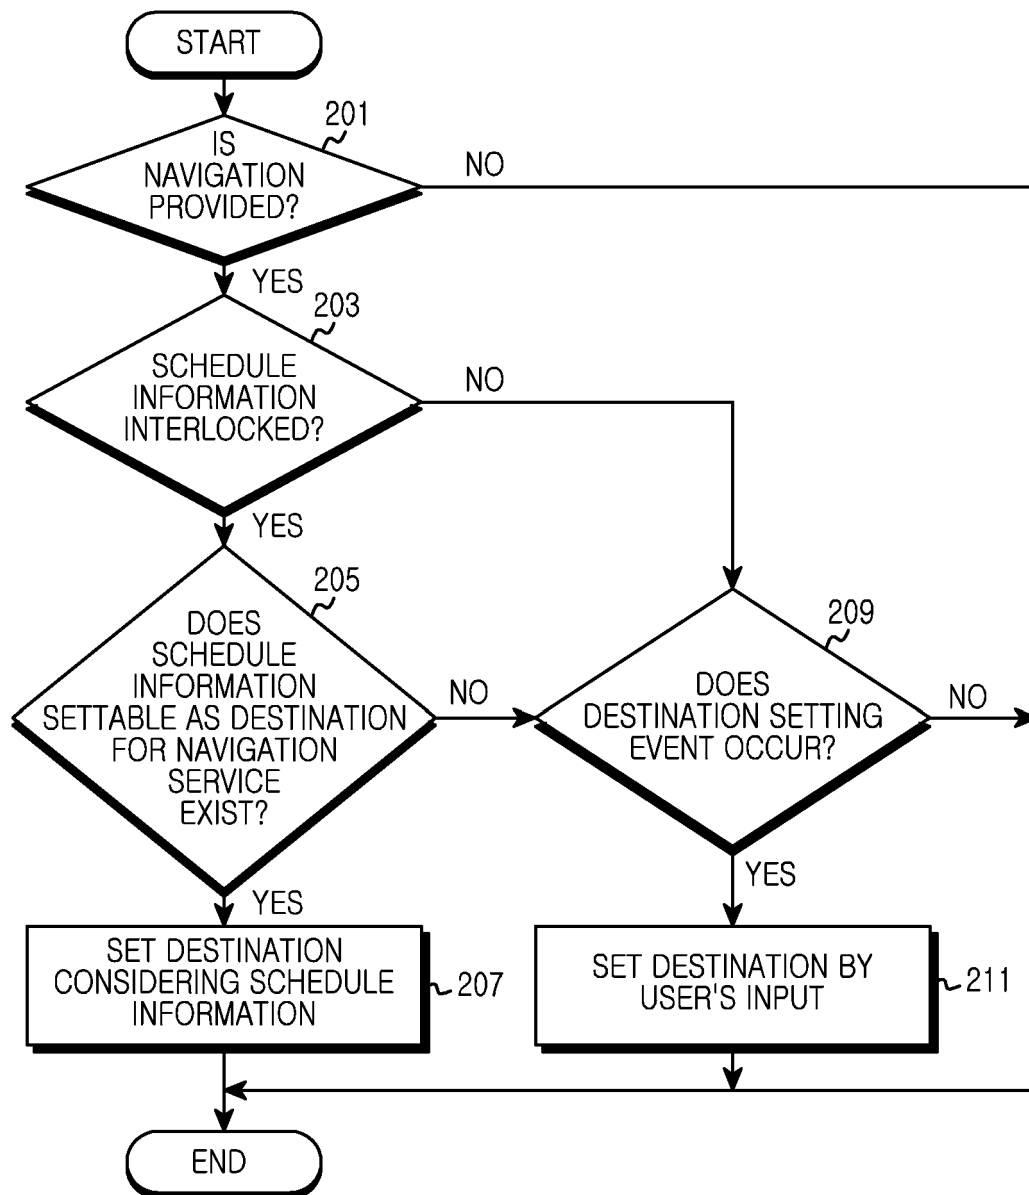 START
201
IS
NAVIGATION
PROVIDED?
NO
YES
203
SCHEDULE
INFORMATION
INTERLOCKED?
NO
YES
205
DOES
SCHEDULE
INFORMATION
SETTABLE AS DESTINATION
FOR NAVIGATION
SERVICE
EXIST?
NO
YES
209
DOES
DESTINATION SETTING
EVENT OCCUR?
NO
YES
SET DESTINATION
CONSIDERING SCHEDULE
INFORMATION
207
SET DESTINATION BY
USER'S INPUT
211
END